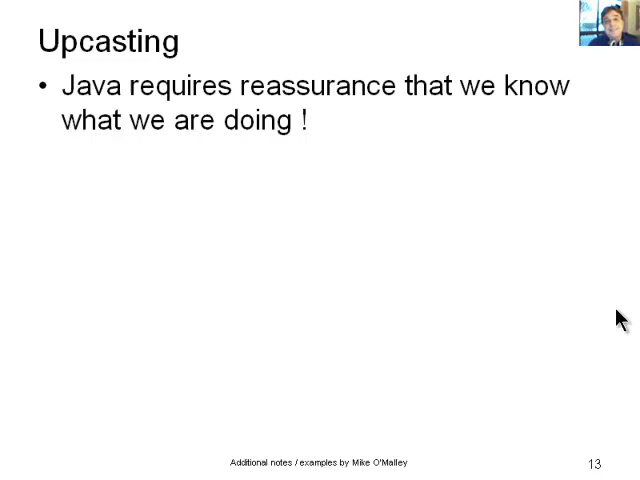 Upcasting
• Java requires reassurance that we know
what we are doing !
Additional notes / examples by Mike O'Malley
13